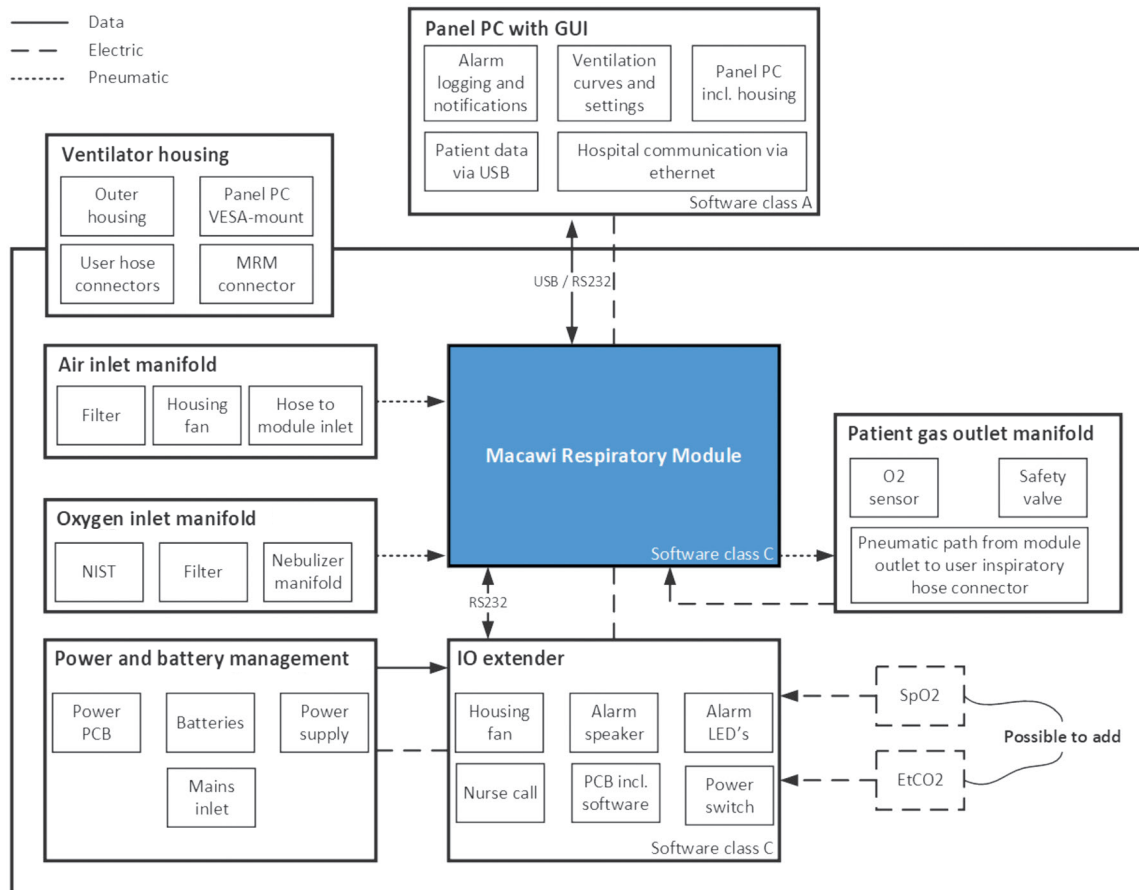 Data
Electric
Pneumatic
Panel PC with GUI
Alarm
logging and
notifications
Ventilation
curves and
settings
Panel PC
incl. housing
Patient data
via USB
Hospital communication via
ethernet
Software class A
Ventilator housing
Outer
housing
Panel PC
VESA-mount
User hose
connectors
MRM
connector
USB / RS232
Air inlet manifold
Filter
Housing
fan
Hose to
module inlet
Macawi Respiratory Module
Software class C
Patient gas outlet manifold
O2
sensor
Safety
valve
Pneumatic path from module
outlet to user inspiratory
hose connector
Oxygen inlet manifold
NIST
Filter
Nebulizer
manifold
RS232
Power and battery management
Power
PCB
Batteries
Power
supply
Mains
inlet
IO extender
Housing
fan
Alarm
speaker
Alarm
LED's
Nurse call
PCB incl.
software
Power
switch
Software class C
SpO2
EtCO2
Possible to add